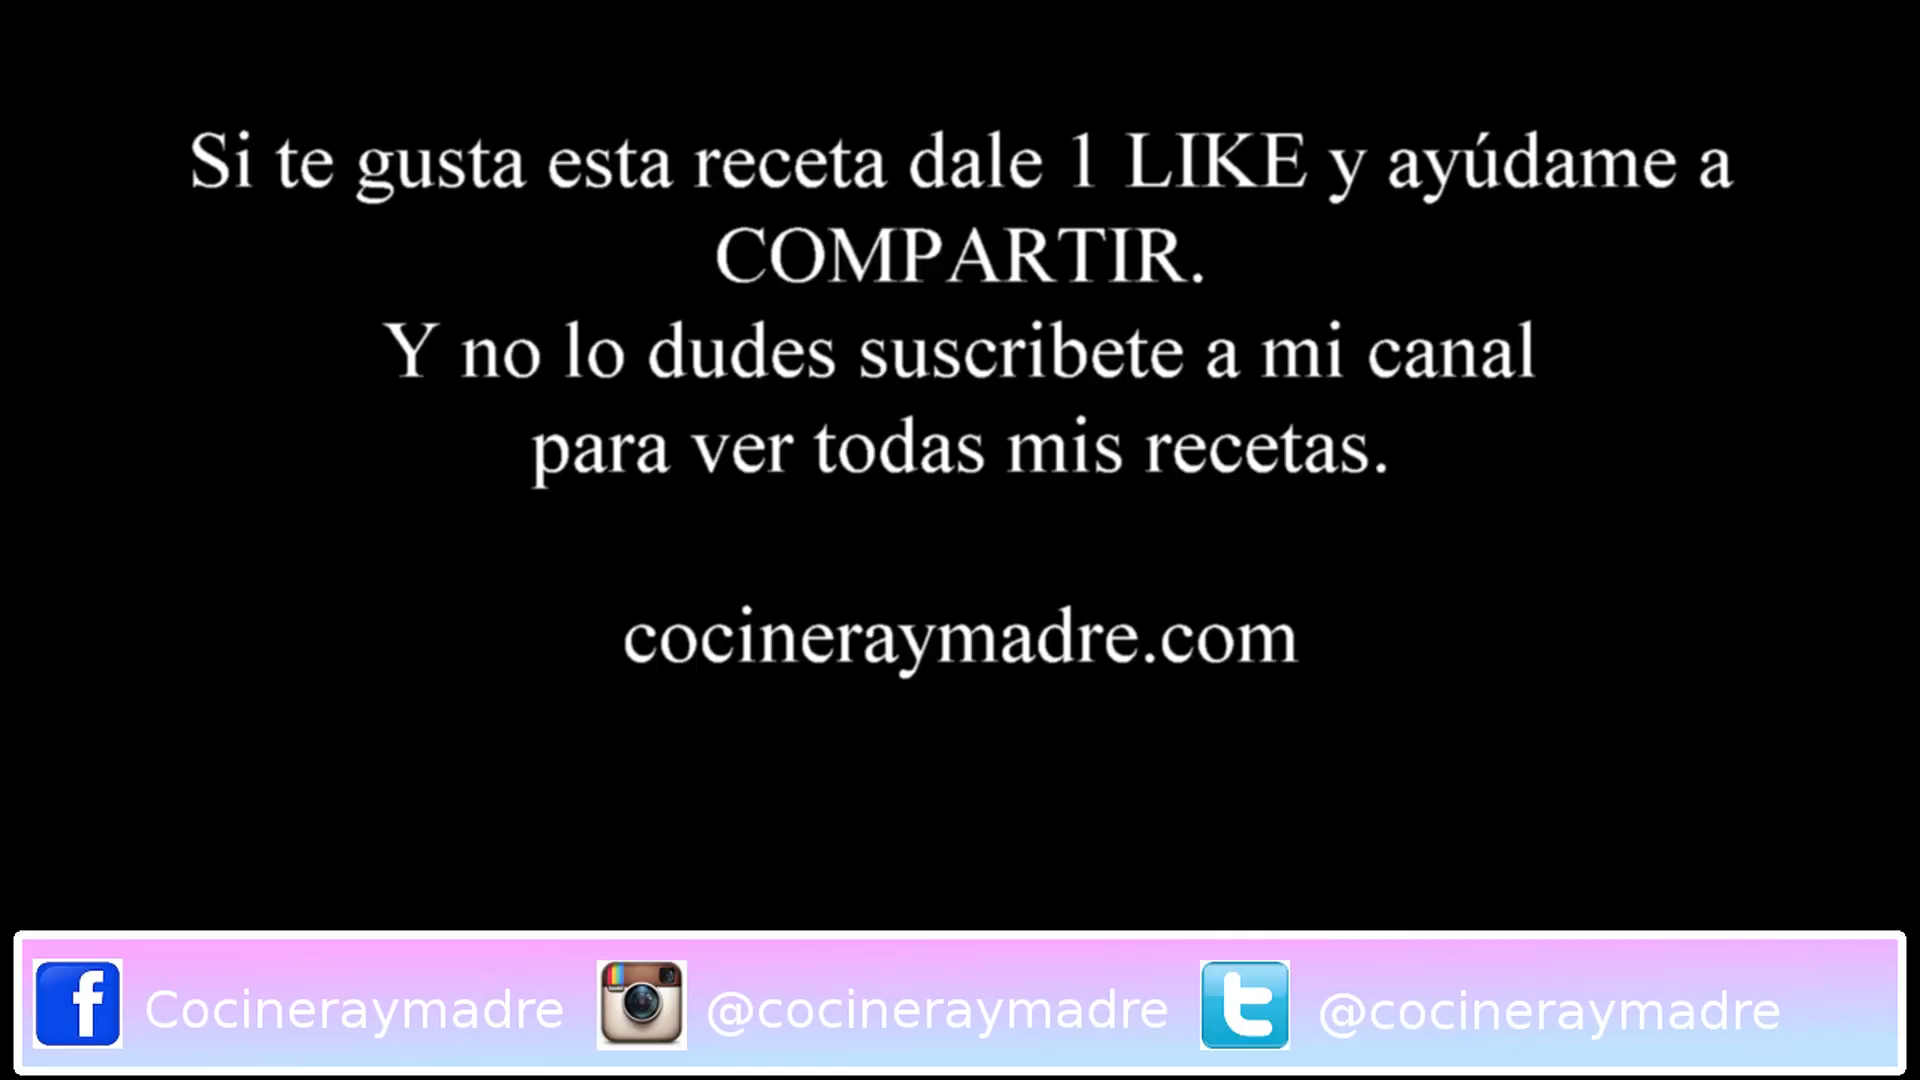 Si te gusta esta receta dale 1 LIKE y ayúdame a
COMPARTIR.
Y no lo dudes suscribete a mi canal
para ver todas mis recetas.
cocineraymadre.com
f Cocineraymadre @cocineraymadre t @cocineraymadre